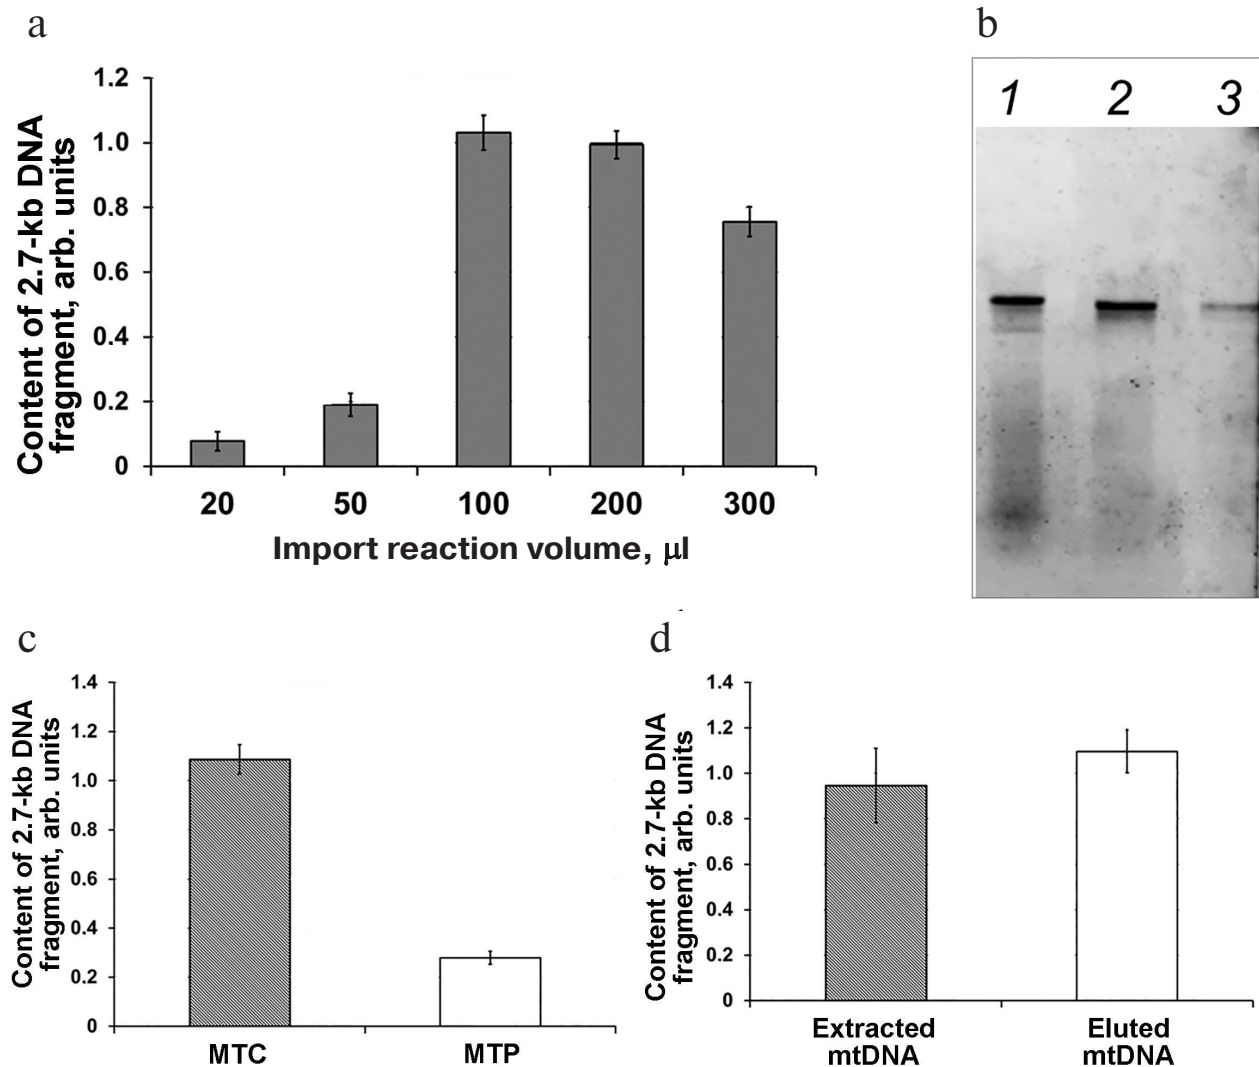 a
Content of 2.7-kb DNA
fragment, arb. units
1.2
1.0
0.8
0.6
0.4
0.2
0
20 50 100 200 300
Import reaction volume, μl
b
1 2 3
c
Content of 2.7-kb DNA
fragment, arb. units
1.4
1.2
1.0
0.8
0.6
0.4
0.2
0
MTC MTP
d
Content of 2.7-kb DNA
fragment, arb. units
1.4
1.2
1.0
0.8
0.6
0.4
0.2
0
Extracted
mtDNA
Eluted
mtDNA